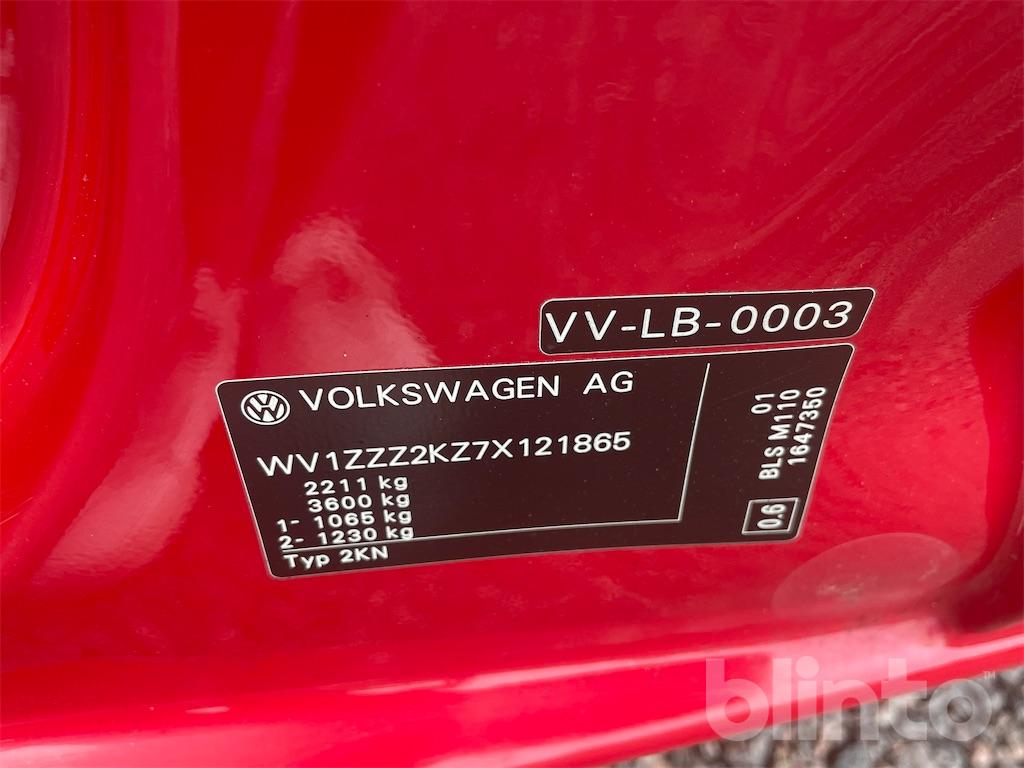 VV-LB-0003
VOLKSWAGEN AG
WV1ZZZ2KZ7X121865
2211 kg
3600 kg
1- 1065 kg
2- 1230 kg
Typ 2KN
01
BLS M110
1647350
0.6
blinto™